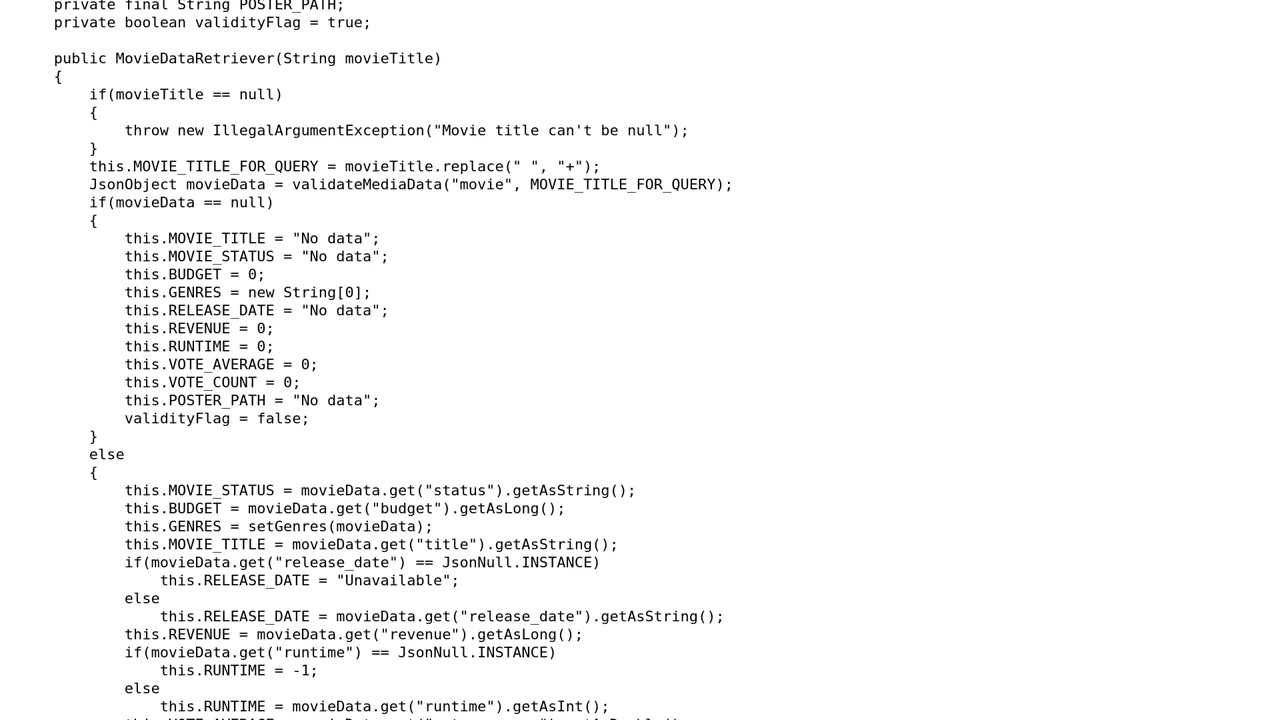 private final String POSTER_PATH;
private boolean validityFlag = true;
public MovieDataRetriever(String movieTitle)
{
if(movieTitle == null)
{
throw new IllegalArgumentException("Movie title can't be null");
}
this.MOVIE_TITLE_FOR_QUERY = movieTitle.replace(" ", "+");
JsonObject movieData = validateMediaData("movie", MOVIE_TITLE_FOR_QUERY);
if(movieData == null)
{
this.MOVIE_TITLE = "No data";
this.MOVIE_STATUS = "No data";
this.BUDGET = 0;
this.GENRES = new String[0];
this.RELEASE_DATE = "No data";
this.REVENUE = 0;
this.RUNTIME = 0;
this.VOTE_AVERAGE = 0;
this.VOTE_COUNT = 0;
this.POSTER_PATH = "No data";
validityFlag = false;
}
else
{
this.MOVIE_STATUS = movieData.get("status").getAsString();
this.BUDGET = movieData.get("budget").getAsLong();
this.GENRES = setGenres(movieData);
this.MOVIE_TITLE = movieData.get("title").getAsString();
if(movieData.get("release_date") == JsonNull.INSTANCE)
this.RELEASE_DATE = "Unavailable";
else
this.RELEASE_DATE = movieData.get("release_date").getAsString();
this.REVENUE = movieData.get("revenue").getAsLong();
if(movieData.get("runtime") == JsonNull.INSTANCE)
this.RUNTIME = -1;
else
this.RUNTIME = movieData.get("runtime").getAsInt();